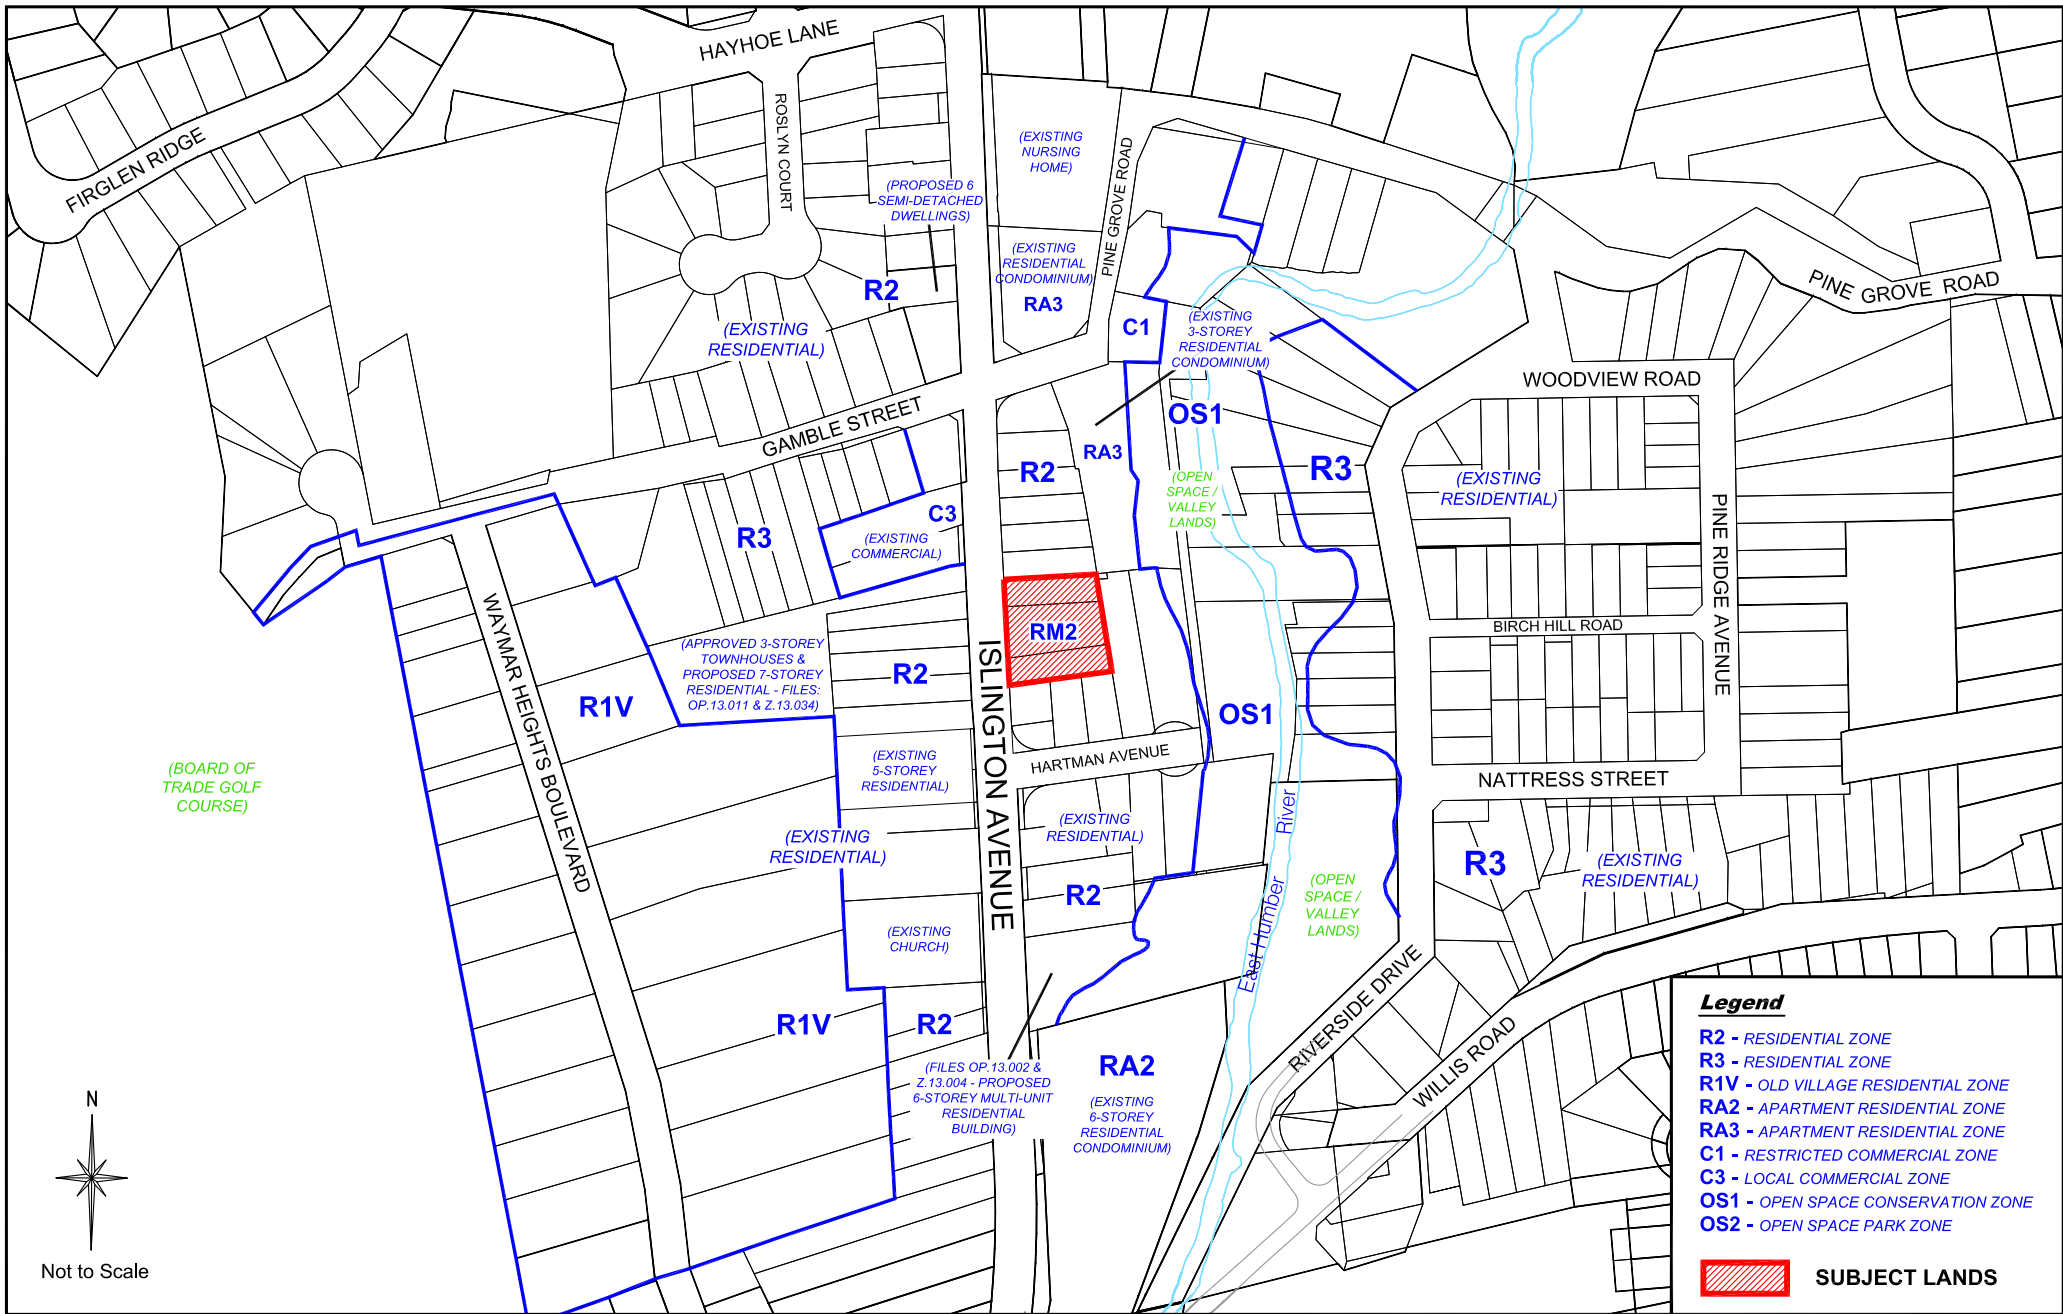 HAYHOE LANE
FIRGLEN RIDGE
ROSLYN COURT
(EXISTING
NURSING
HOME)
PINE GROVE ROAD
(PROPOSED 6
SEMI-DETACHED
DWELLINGS)
(EXISTING
RESIDENTIAL
CONDOMINIUM)
RA3
R2
(EXISTING
RESIDENTIAL)
C1
(EXISTING
3-STOREY
RESIDENTIAL
CONDOMINIUM)
PINE GROVE ROAD
WOODVIEW ROAD
GAMBLE STREET
OS1
RA3
R2
R3
(EXISTING
RESIDENTIAL)
(OPEN
SPACE /
VALLEY
LANDS)
C3
(EXISTING
COMMERCIAL)
R3
PINE RIDGE AVENUE
WAYMAR HEIGHTS BOULEVARD
BIRCH HILL ROAD
RM2
(APPROVED 3-STOREY
TOWNHOUSES &
PROPOSED 7-STOREY
RESIDENTIAL - FILES:
OP.13.011 & Z.13.034)
R2
R1V
ISLINGTON AVENUE
OS1
HARTMAN AVENUE
(EXISTING
5-STOREY
RESIDENTIAL)
NATTRESS STREET
(BOARD OF
TRADE GOLF
COURSE)
(EXISTING
RESIDENTIAL)
(EXISTING
RESIDENTIAL)
East Humber River
R3
(EXISTING
RESIDENTIAL)
R2
(OPEN
SPACE /
VALLEY
LANDS)
(EXISTING
CHURCH)
RIVERSIDE DRIVE
R1V
R2
WILLIS ROAD
(FILES OP.13.002 &
Z.13.004 - PROPOSED
6-STOREY MULTI-UNIT
RESIDENTIAL
BUILDING)
RA2
(EXISTING
6-STOREY
RESIDENTIAL
CONDOMINIUM)
N
Not to Scale
Legend
R2 - RESIDENTIAL ZONE
R3 - RESIDENTIAL ZONE
R1V - OLD VILLAGE RESIDENTIAL ZONE
RA2 - APARTMENT RESIDENTIAL ZONE
RA3 - APARTMENT RESIDENTIAL ZONE
C1 - RESTRICTED COMMERCIAL ZONE
C3 - LOCAL COMMERCIAL ZONE
OS1 - OPEN SPACE CONSERVATION ZONE
OS2 - OPEN SPACE PARK ZONE
SUBJECT LANDS